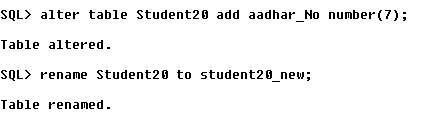 SQL> alter table Student20 add aadhar_No number(7);
Table altered.
SQL> rename Student20 to student20_new;
Table renamed.